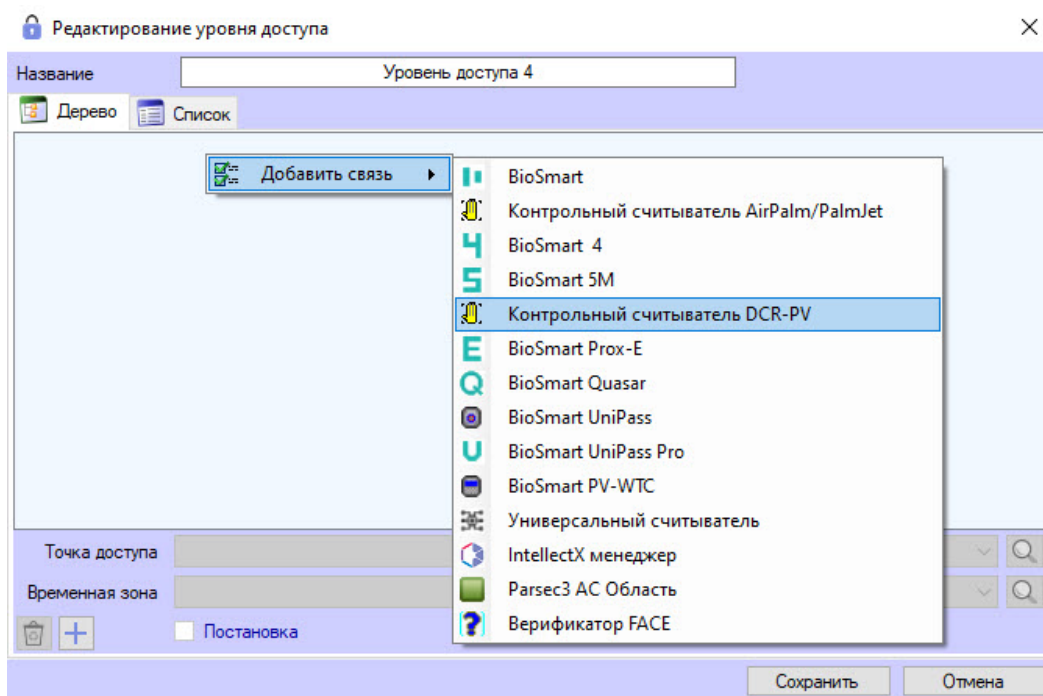 Редактирование уровня доступа
Название
Уровень доступа 4
Дерево
Список
Добавить связь
BioSmart
Контрольный считыватель AirPalm/PalmJet
BioSmart 4
BioSmart 5M
Контрольный считыватель DCR-PV
BioSmart Prox-E
BioSmart Quasar
BioSmart UniPass
BioSmart UniPass Pro
BioSmart PV-WTC
Универсальный считыватель
IntellectX менеджер
Parsec3 АС Область
Верификатор FACE
Точка доступа
Временная зона
Постановка
Сохранить
Отмена